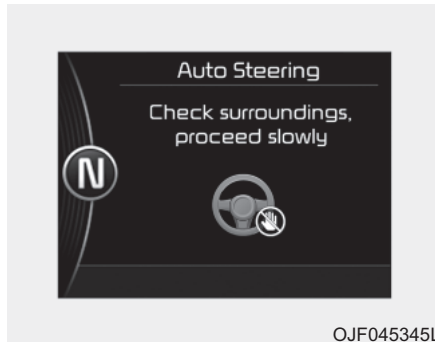 Auto Steering
Check surroundings,
proceed slowly
N
OJF045345L